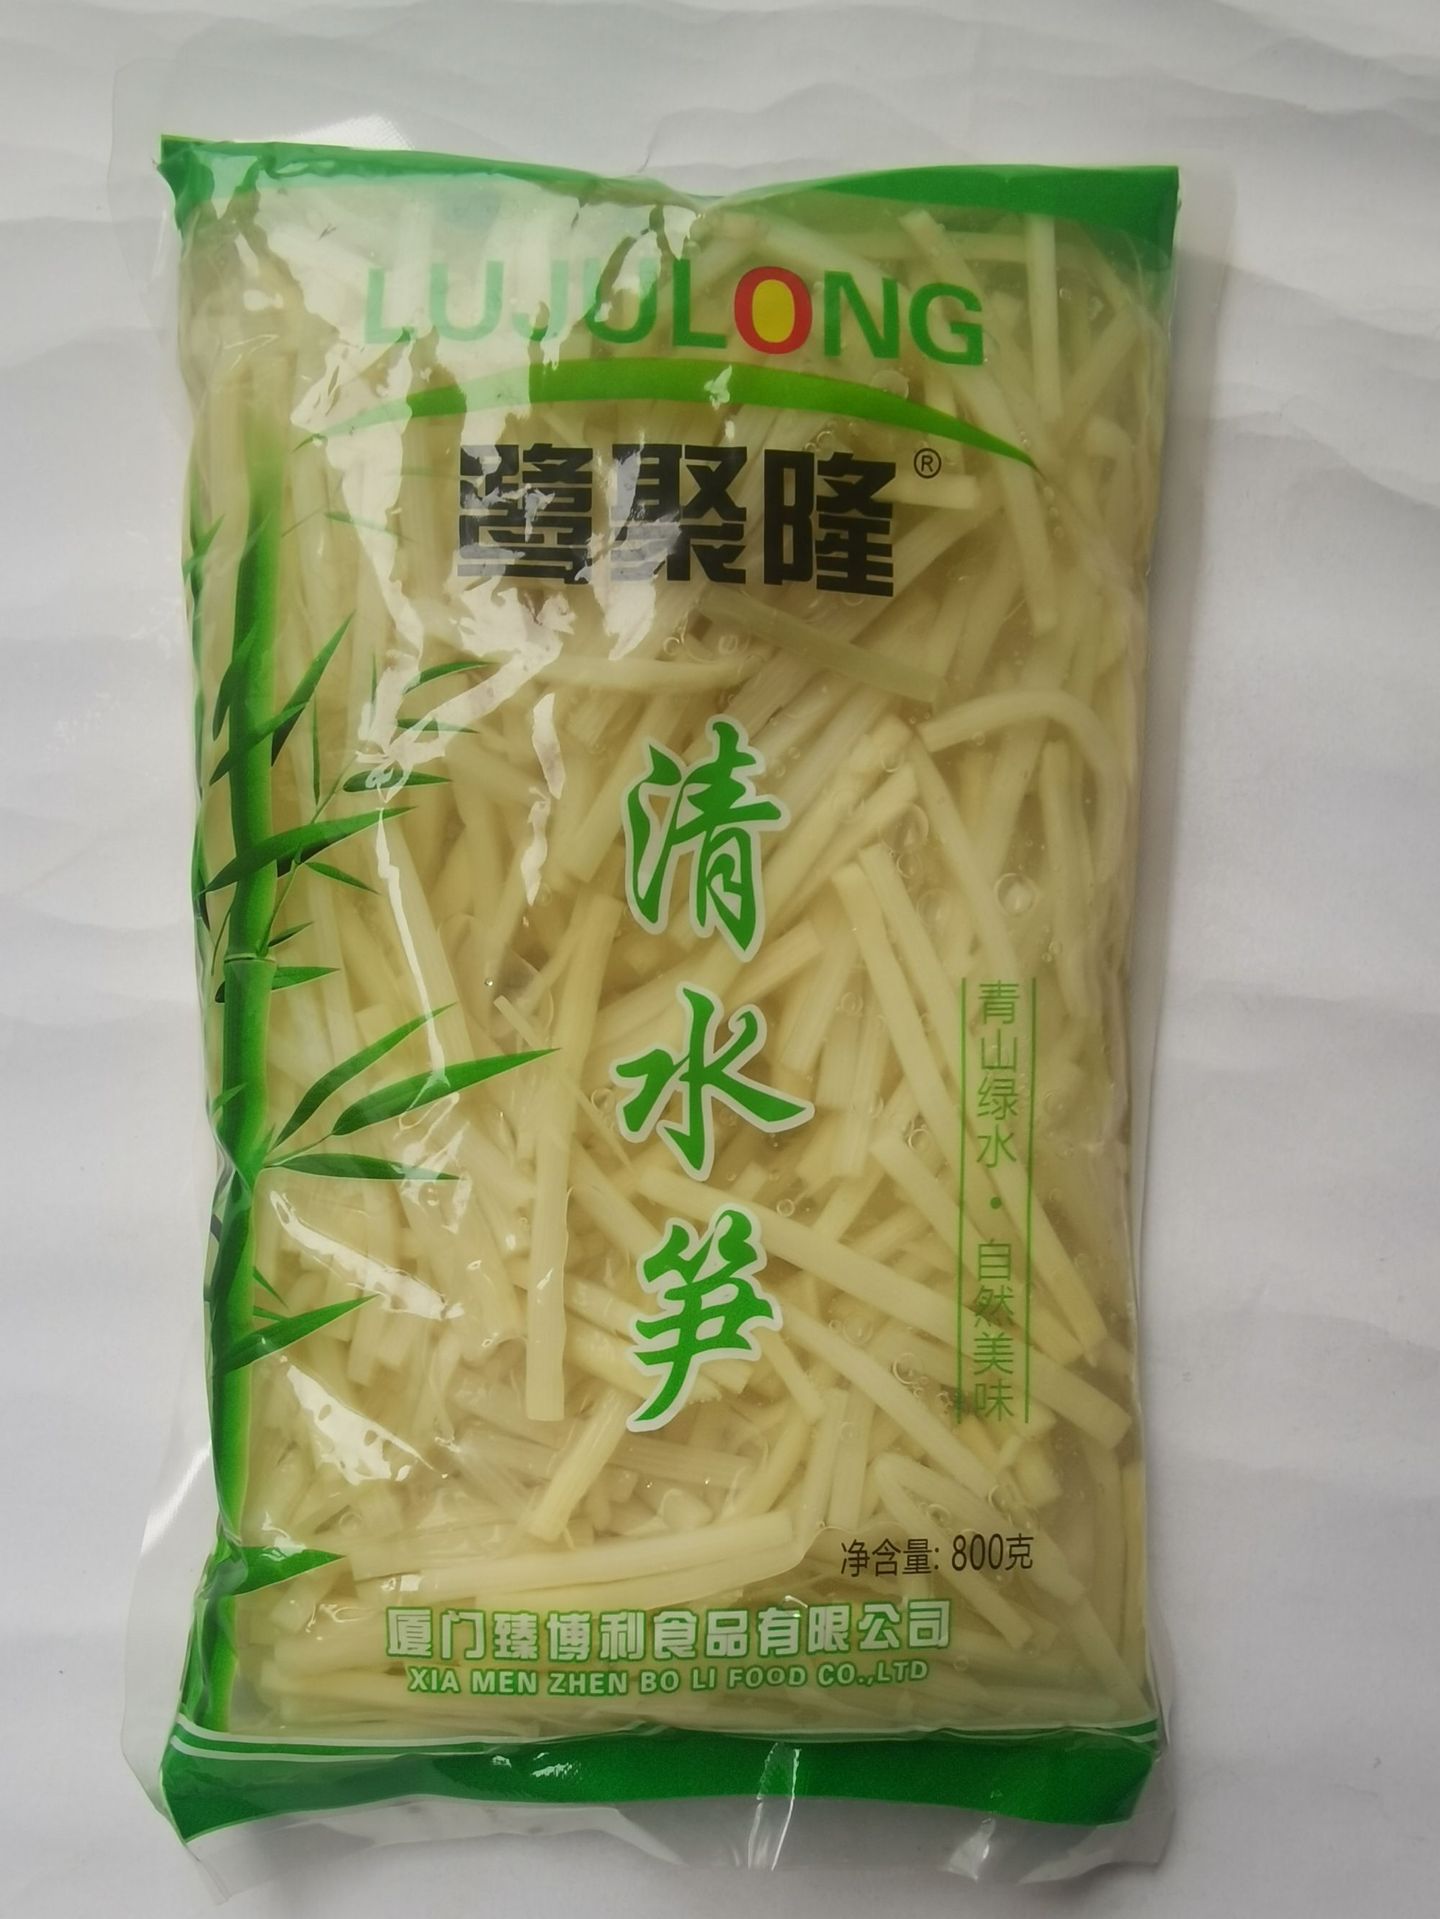 LUJULONG
鹭聚隆®
清水笋
青山绿水·自然美味
净含量: 800克
厦门臻博利食品有限公司
XIA MEN ZHEN BO LI FOOD CO.,LTD